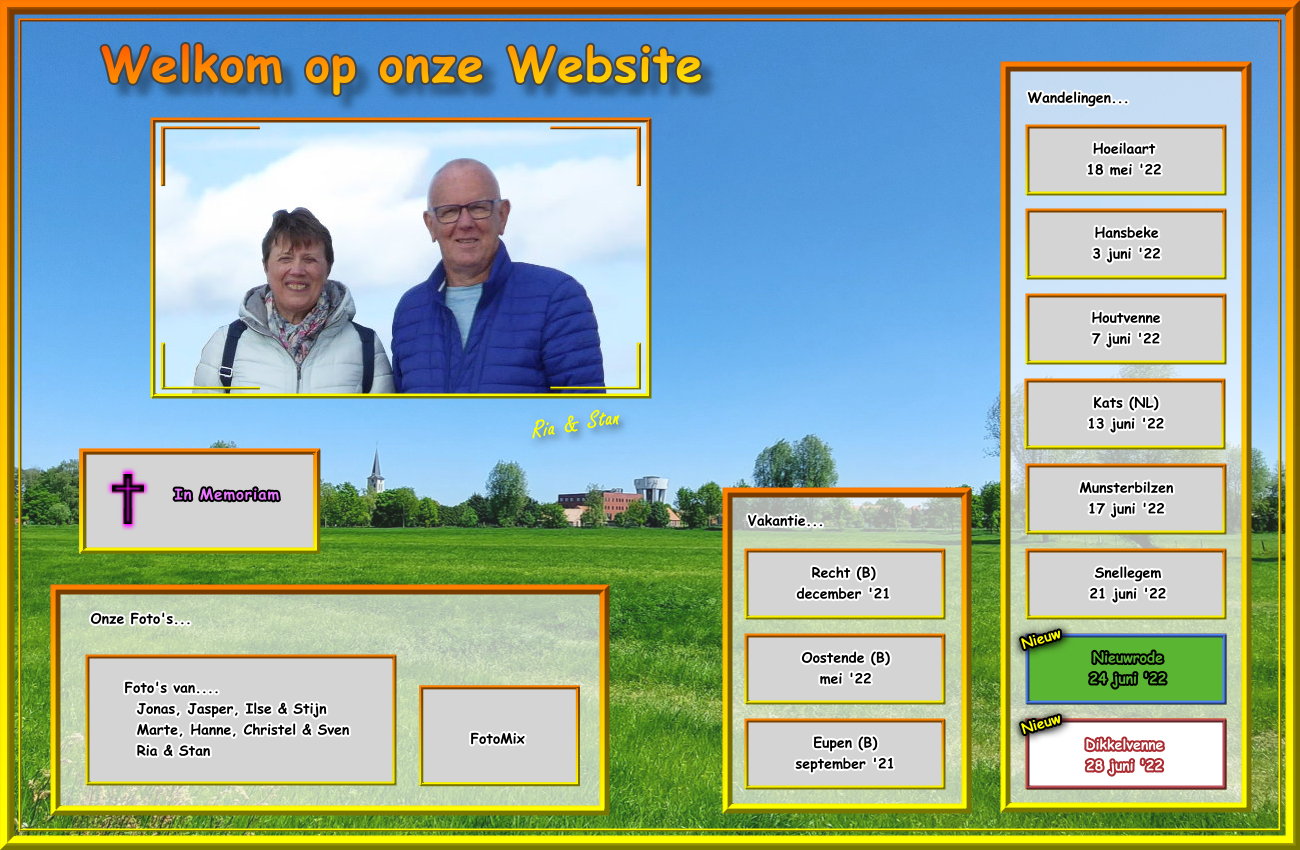 Welkom op onze Website
Ria & Stan
In Memoriam
Onze Foto's...
Foto's van....
Jonas, Jasper, Ilse & Stijn
Marte, Hanne, Christel & Sven
Ria & Stan
FotoMix
Vakantie...
Recht (B)
december '21
Oostende (B)
mei '22
Eupen (B)
september '21
Wandelingen...
Hoeilaart
18 mei '22
Hansbeke
3 juni '22
Houtvenne
7 juni '22
Kats (NL)
13 juni '22
Munsterbilzen
17 juni '22
Snellegem
21 juni '22
Nieuw
Nieuwrode
24 juni '22
Nieuw
Dikkelvenne
28 juni '22